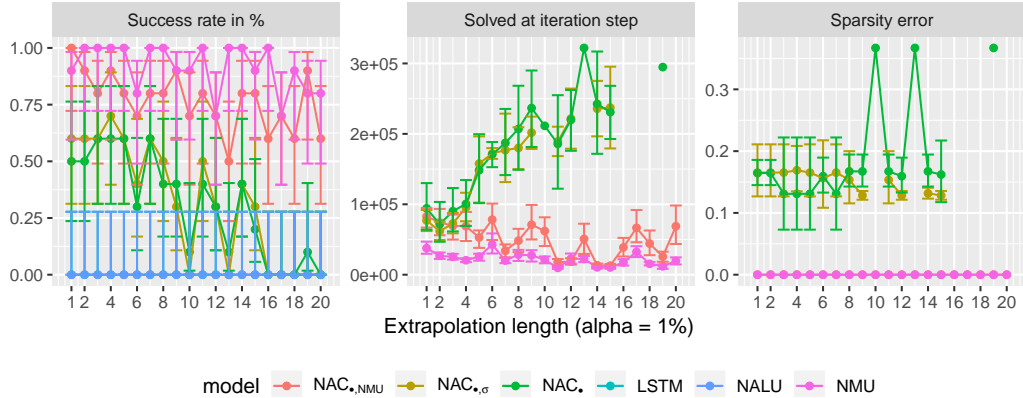 Success rate in %
Solved at iteration step
Sparsity error
1.00
0.75
0.50
0.25
0.00
3e+05
2e+05
1e+05
0e+00
0.3
0.2
0.1
0.0
1 2 4 6 8 10 12 14 16 18 20
1 2 4 6 8 10 12 14 16 18 20
1 2 4 6 8 10 12 14 16 18 20
Extrapolation length (alpha = 1%)
model NAC•,NMU NAC•,σ NAC• LSTM NALU NMU